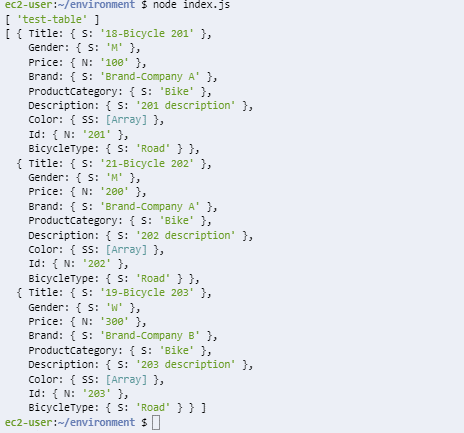 ec2-user:~/environment $ node index.js
[ 'test-table' ]
[ { Title: { S: '18-Bicycle 201' },
    Gender: { S: 'M' },
    Price: { N: '100' },
    Brand: { S: 'Brand-Company A' },
    ProductCategory: { S: 'Bike' },
    Description: { S: '201 description' },
    Color: { SS: [Array] },
    Id: { N: '201' },
    BicycleType: { S: 'Road' } },
  { Title: { S: '21-Bicycle 202' },
    Gender: { S: 'M' },
    Price: { N: '200' },
    Brand: { S: 'Brand-Company A' },
    ProductCategory: { S: 'Bike' },
    Description: { S: '202 description' },
    Color: { SS: [Array] },
    Id: { N: '202' },
    BicycleType: { S: 'Road' } },
  { Title: { S: '19-Bicycle 203' },
    Gender: { S: 'W' },
    Price: { N: '300' },
    Brand: { S: 'Brand-Company B' },
    ProductCategory: { S: 'Bike' },
    Description: { S: '203 description' },
    Color: { SS: [Array] },
    Id: { N: '203' },
    BicycleType: { S: 'Road' } } ]
ec2-user:~/environment $